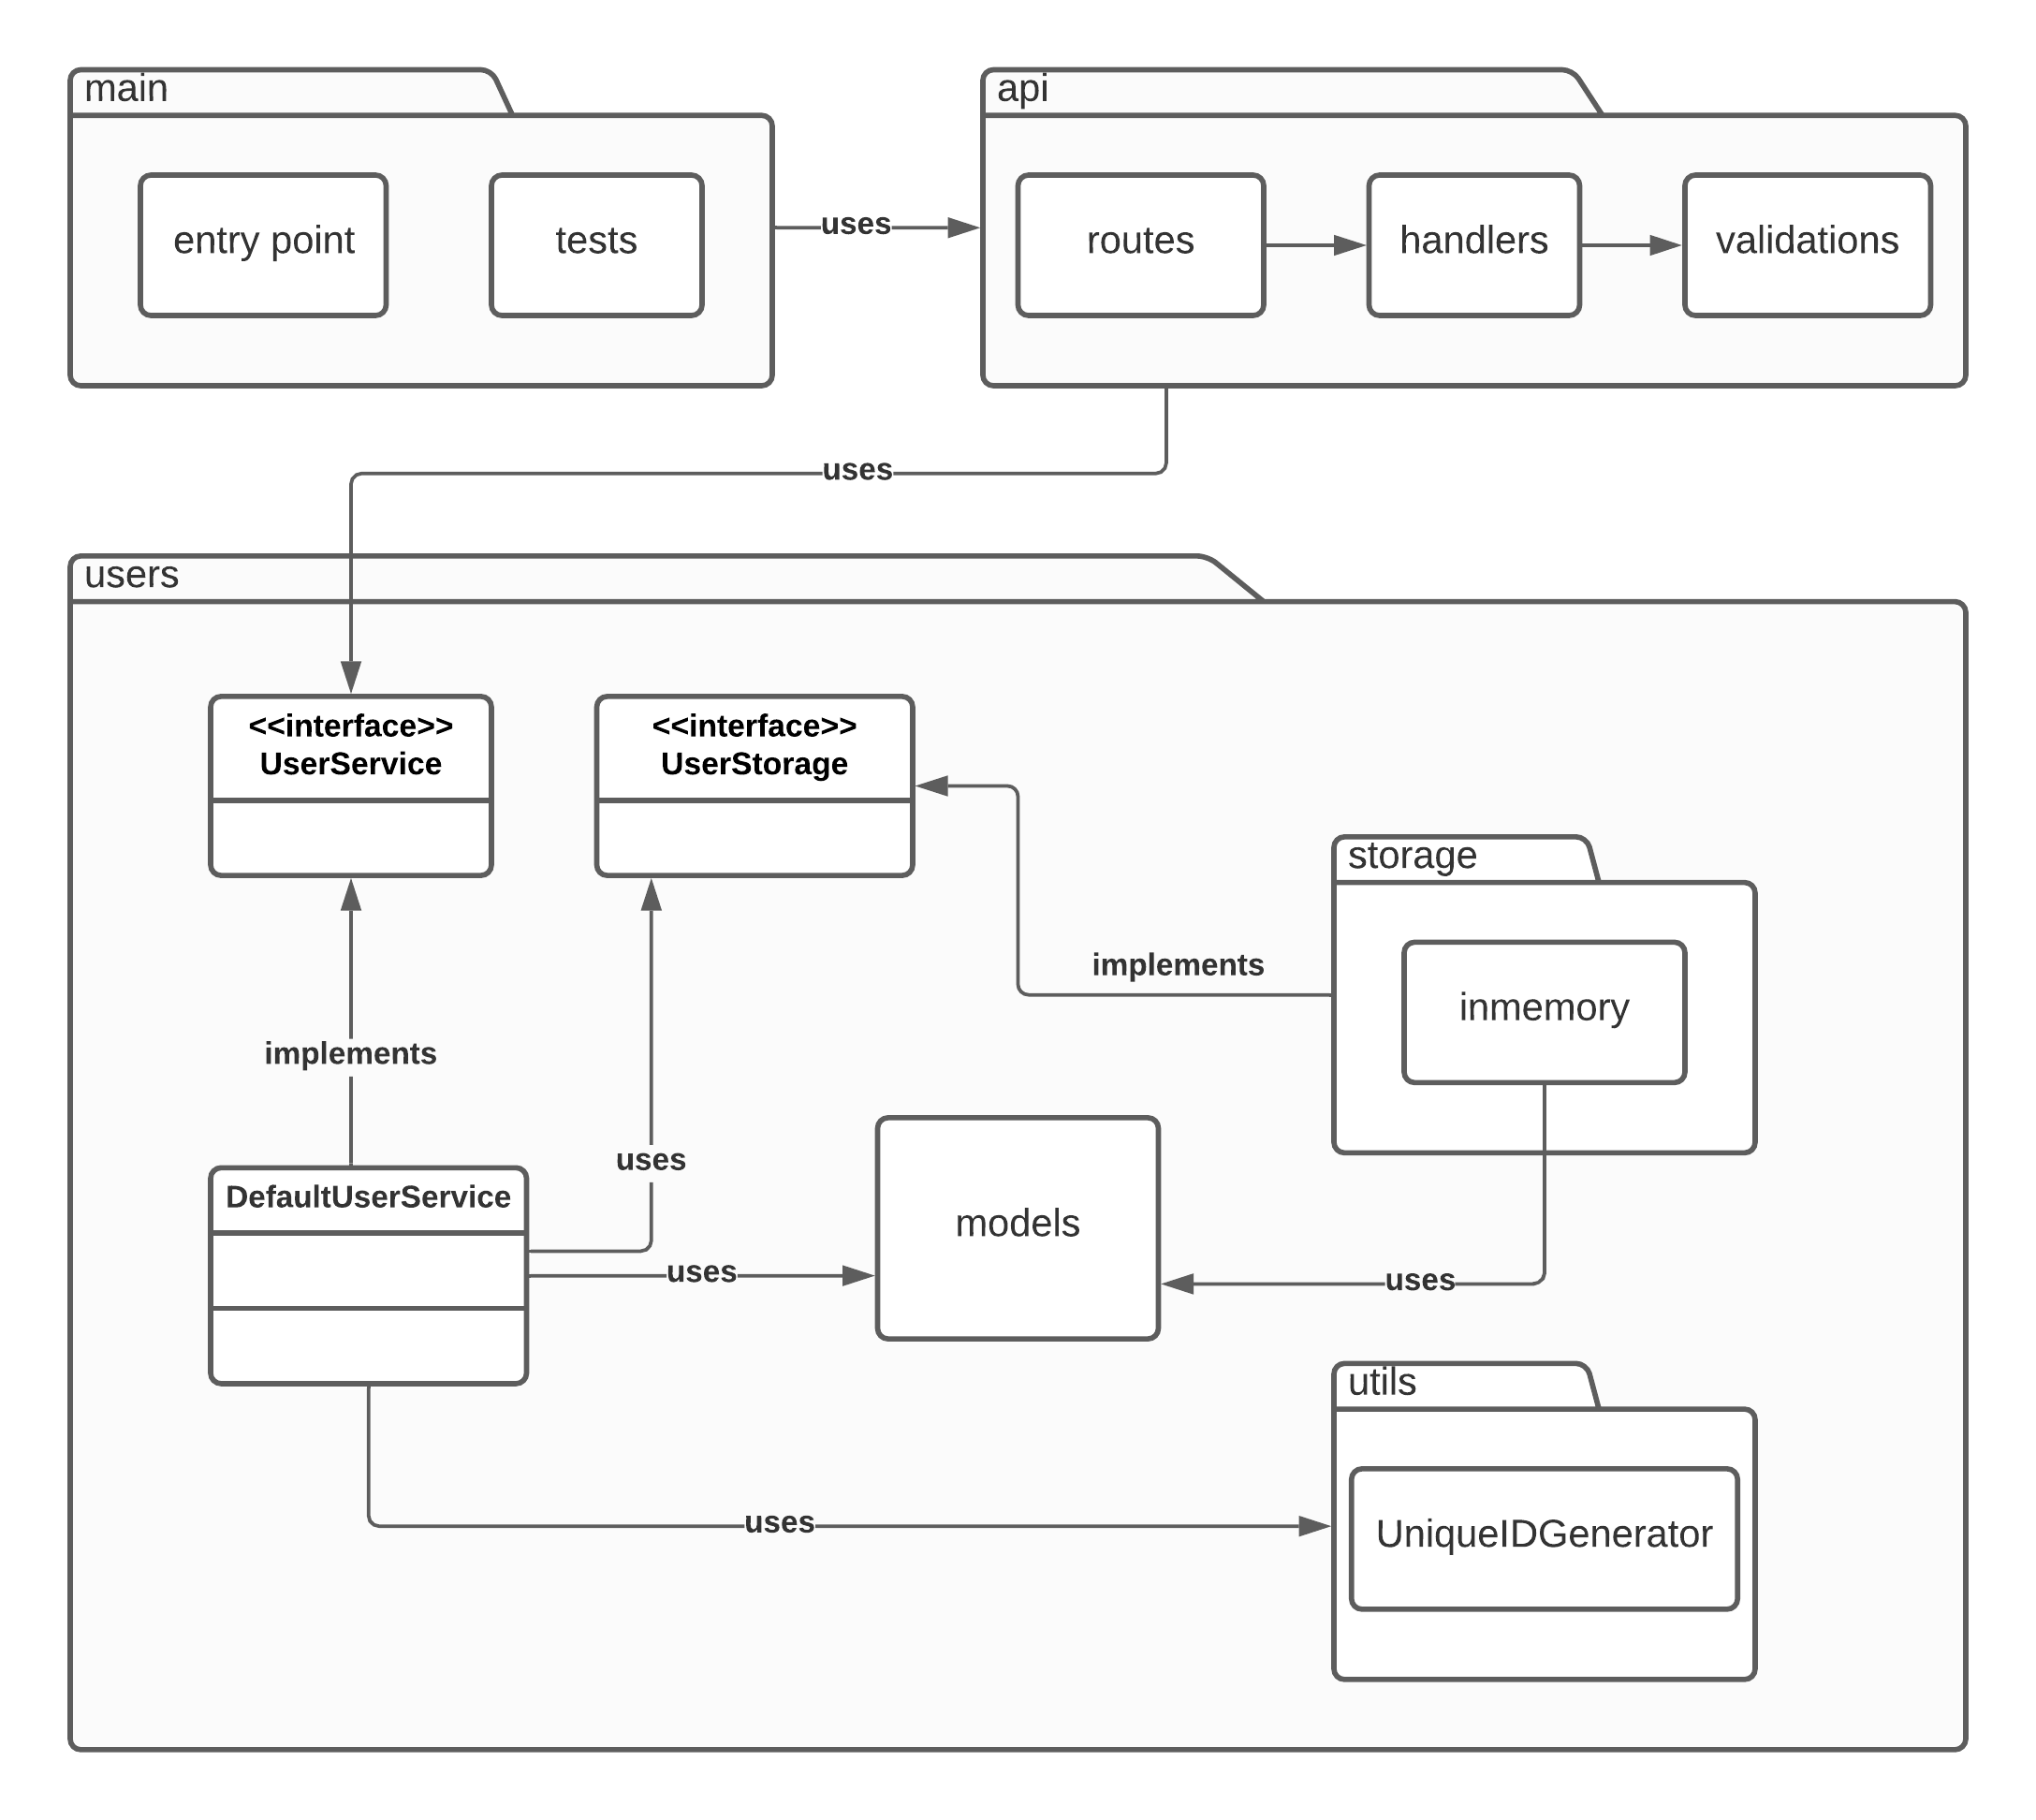 main
api
entry point
tests
uses
routes
handlers
validations
uses
users
<<interface>>
UserService
<<interface>>
UserStorage
storage
implements
inmemory
implements
uses
DefaultUserService
models
uses
uses
utils
uses
UniqueIDGenerator